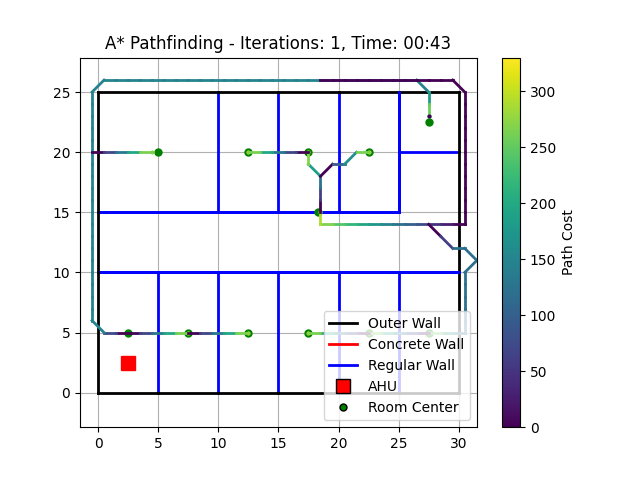 A* Pathfinding - Iterations: 1, Time: 00:43
25
20
15
10
5
0
0 5 10 15 20 25 30
Outer Wall
Concrete Wall
Regular Wall
AHU
Room Center
300
250
200
150
100
50
0
Path Cost